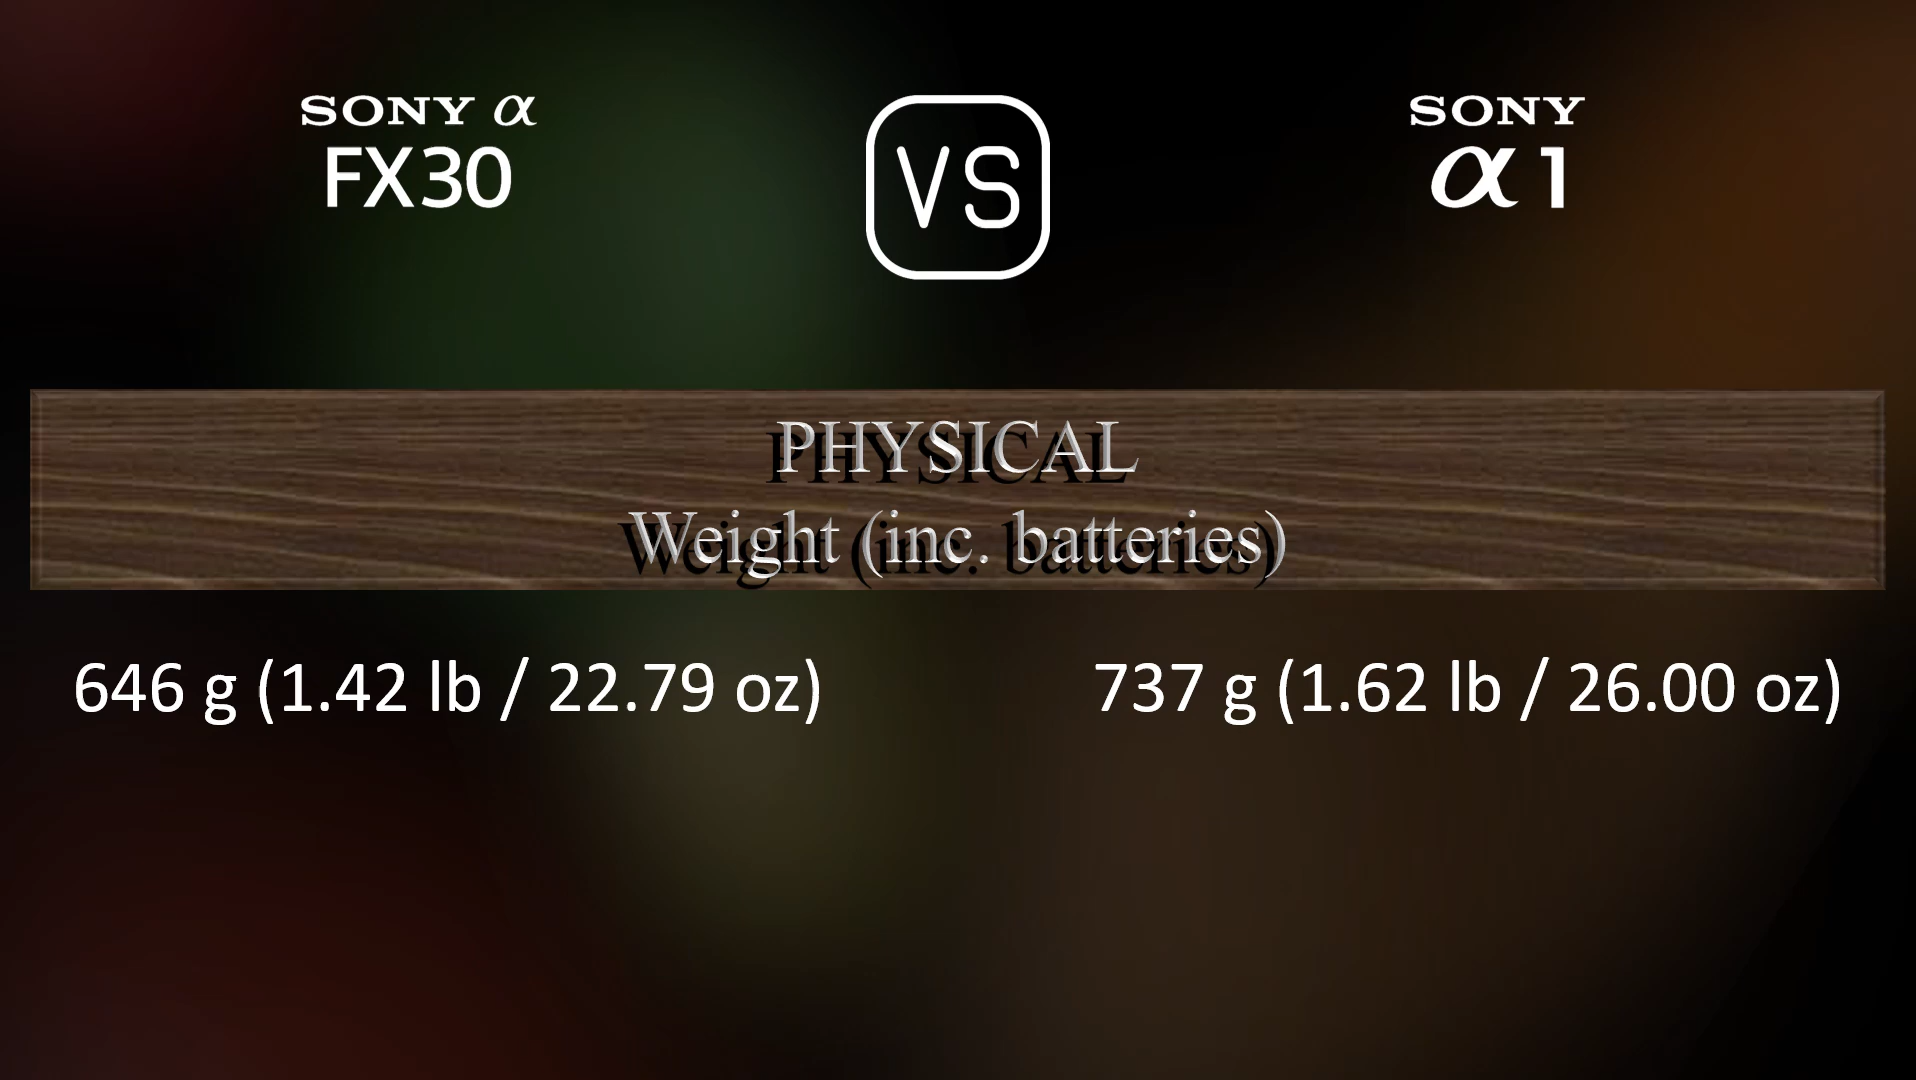 SONY α
FX30
VS
SONY
α1
PHYSICAL
Weight (inc. batteries)
646 g (1.42 lb / 22.79 oz)
737 g (1.62 lb / 26.00 oz)